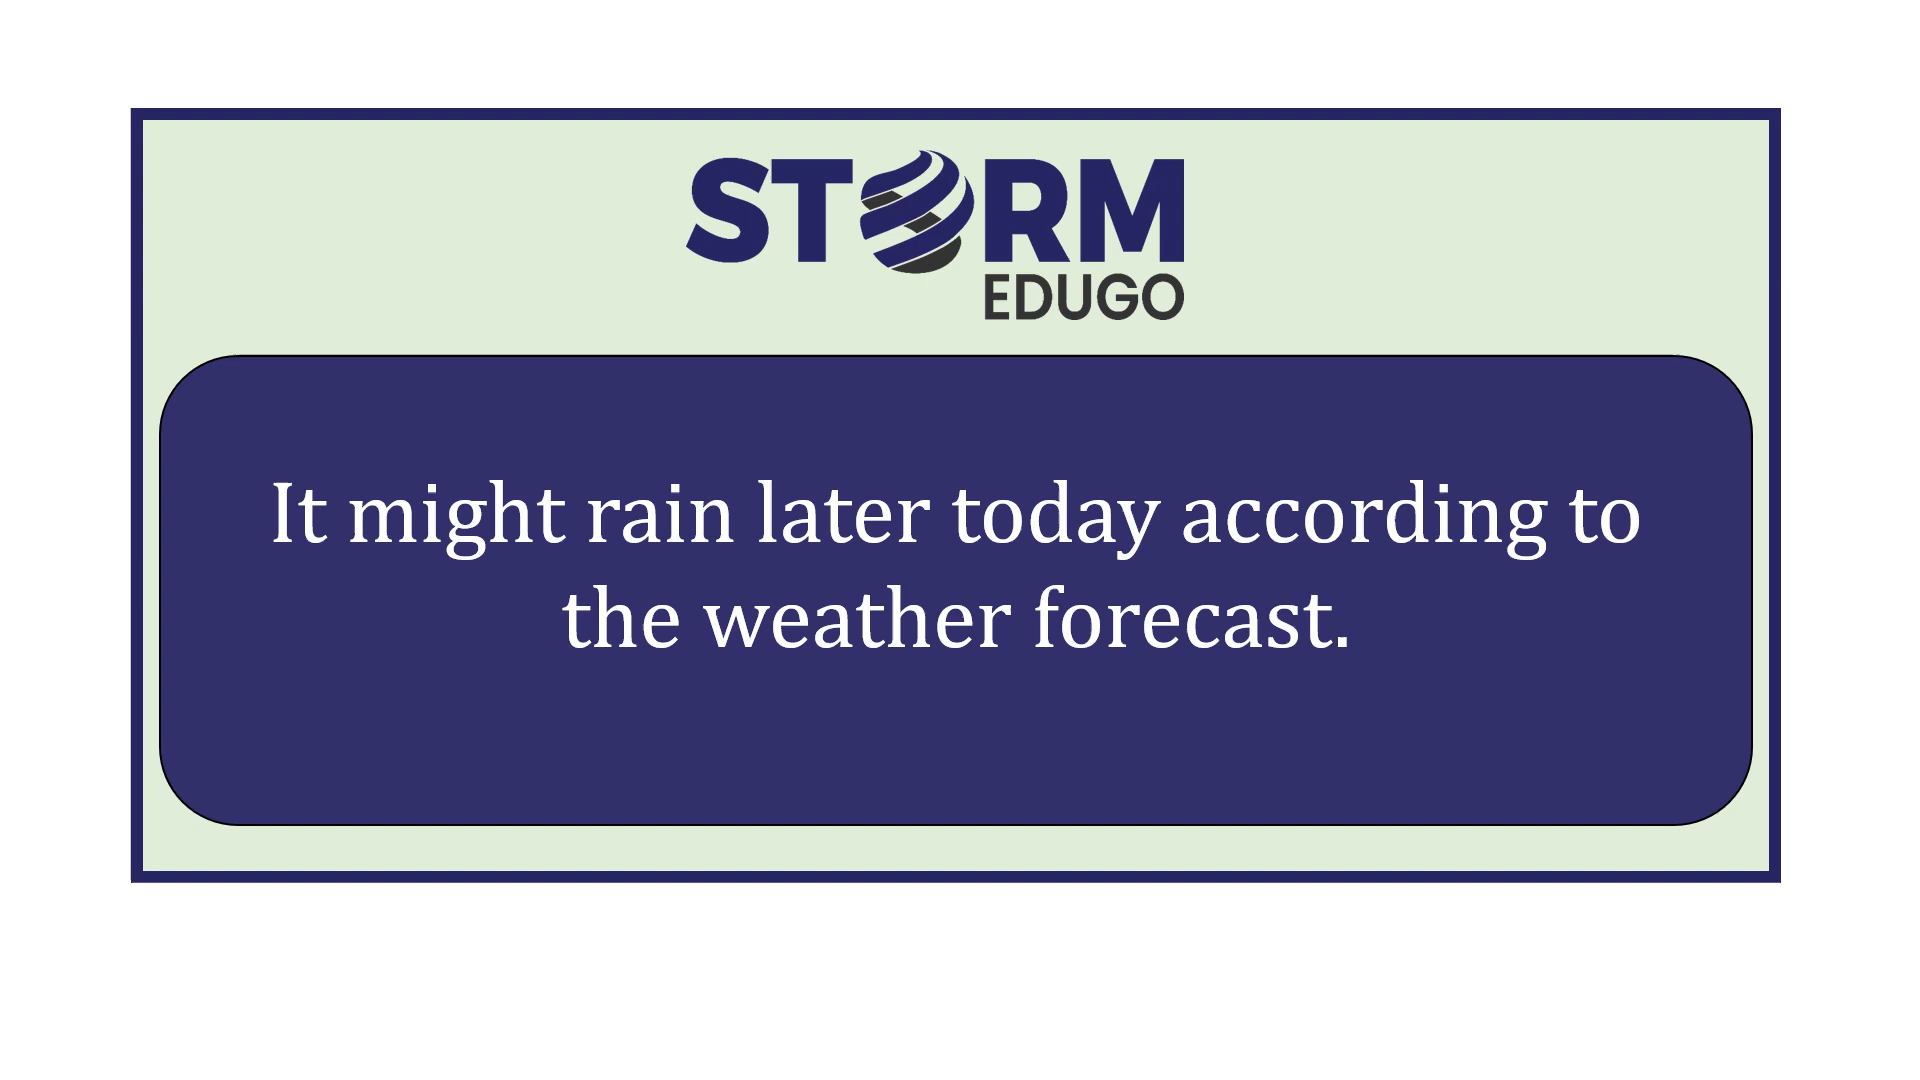 STORM
EDUGO
It might rain later today according to
the weather forecast.